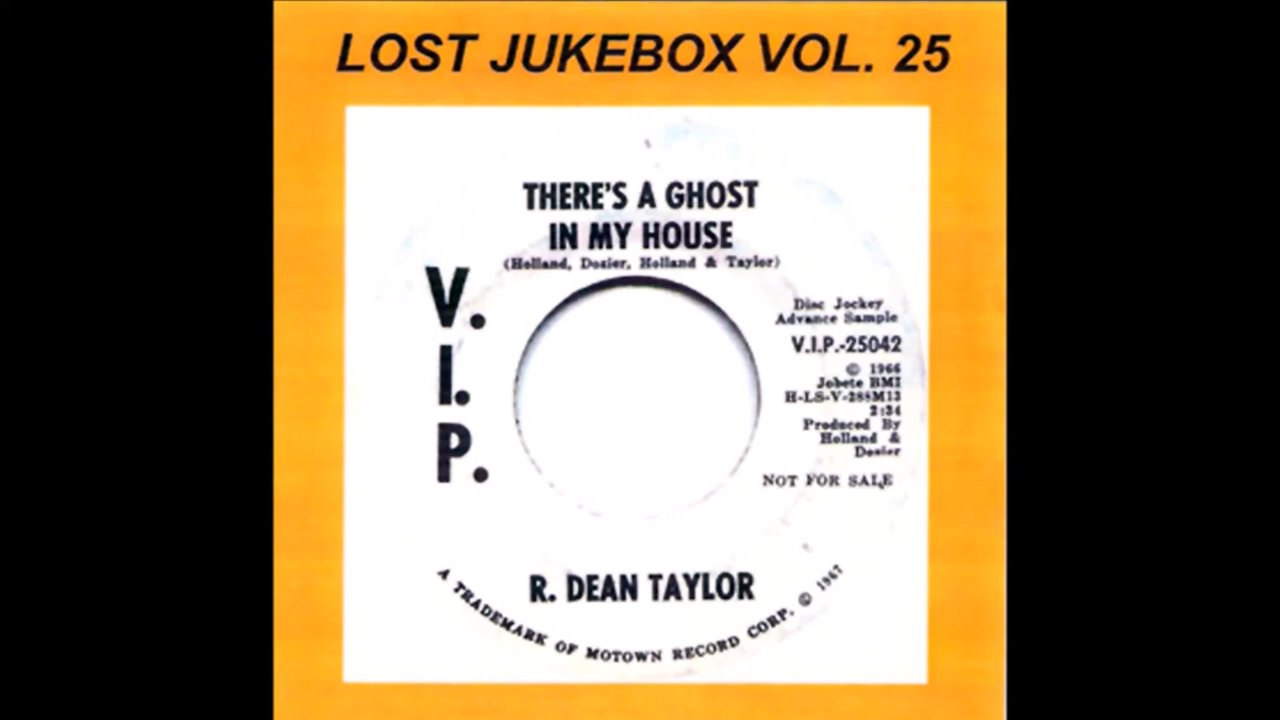 LOST JUKEBOX VOL. 25
THERE'S A GHOST
IN MY HOUSE
(Holland, Dozier, Holland & Taylor)
V.
I.
P.
Disc Jockey
Advance Sample
V.I.P.-25042
© 1966
Jobete BMI
H-LS-V-288M13
2:34
Produced By
Holland &
Dozier
NOT FOR SALE
R. DEAN TAYLOR
A TRADEMARK OF MOTOWN RECORD CORP. © 1967